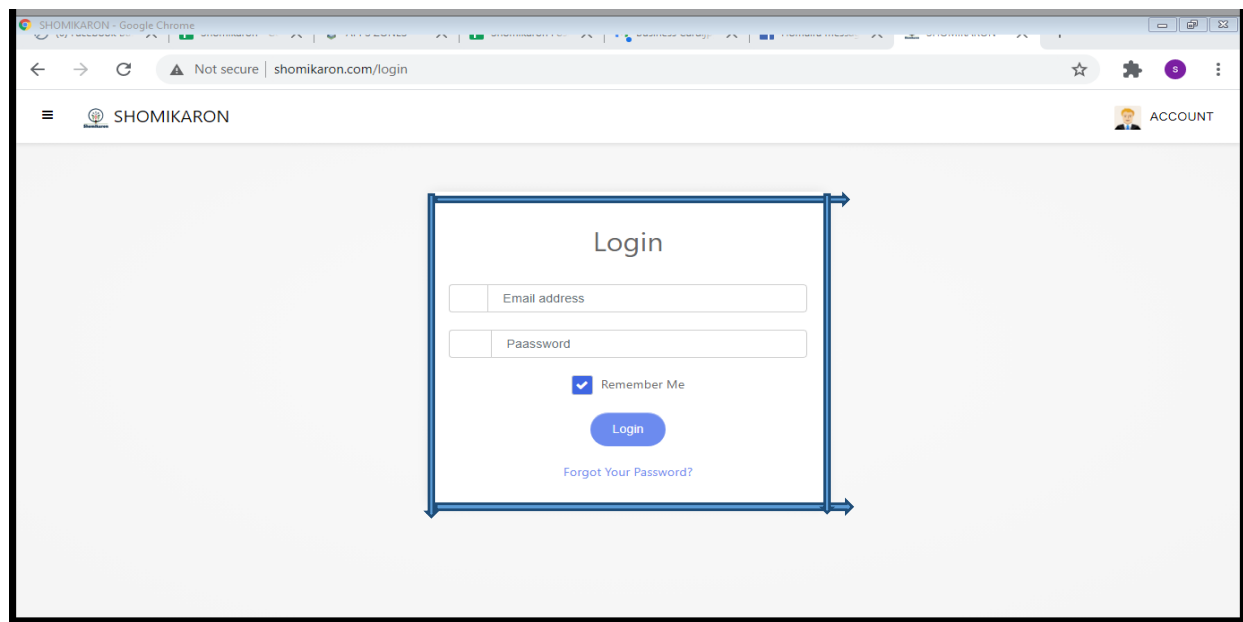 SHOMIKARON - Google Chrome
Not secure | shomikaron.com/login
SHOMIKARON
ACCOUNT
Login
Email address
Paassword
Remember Me
Login
Forgot Your Password?